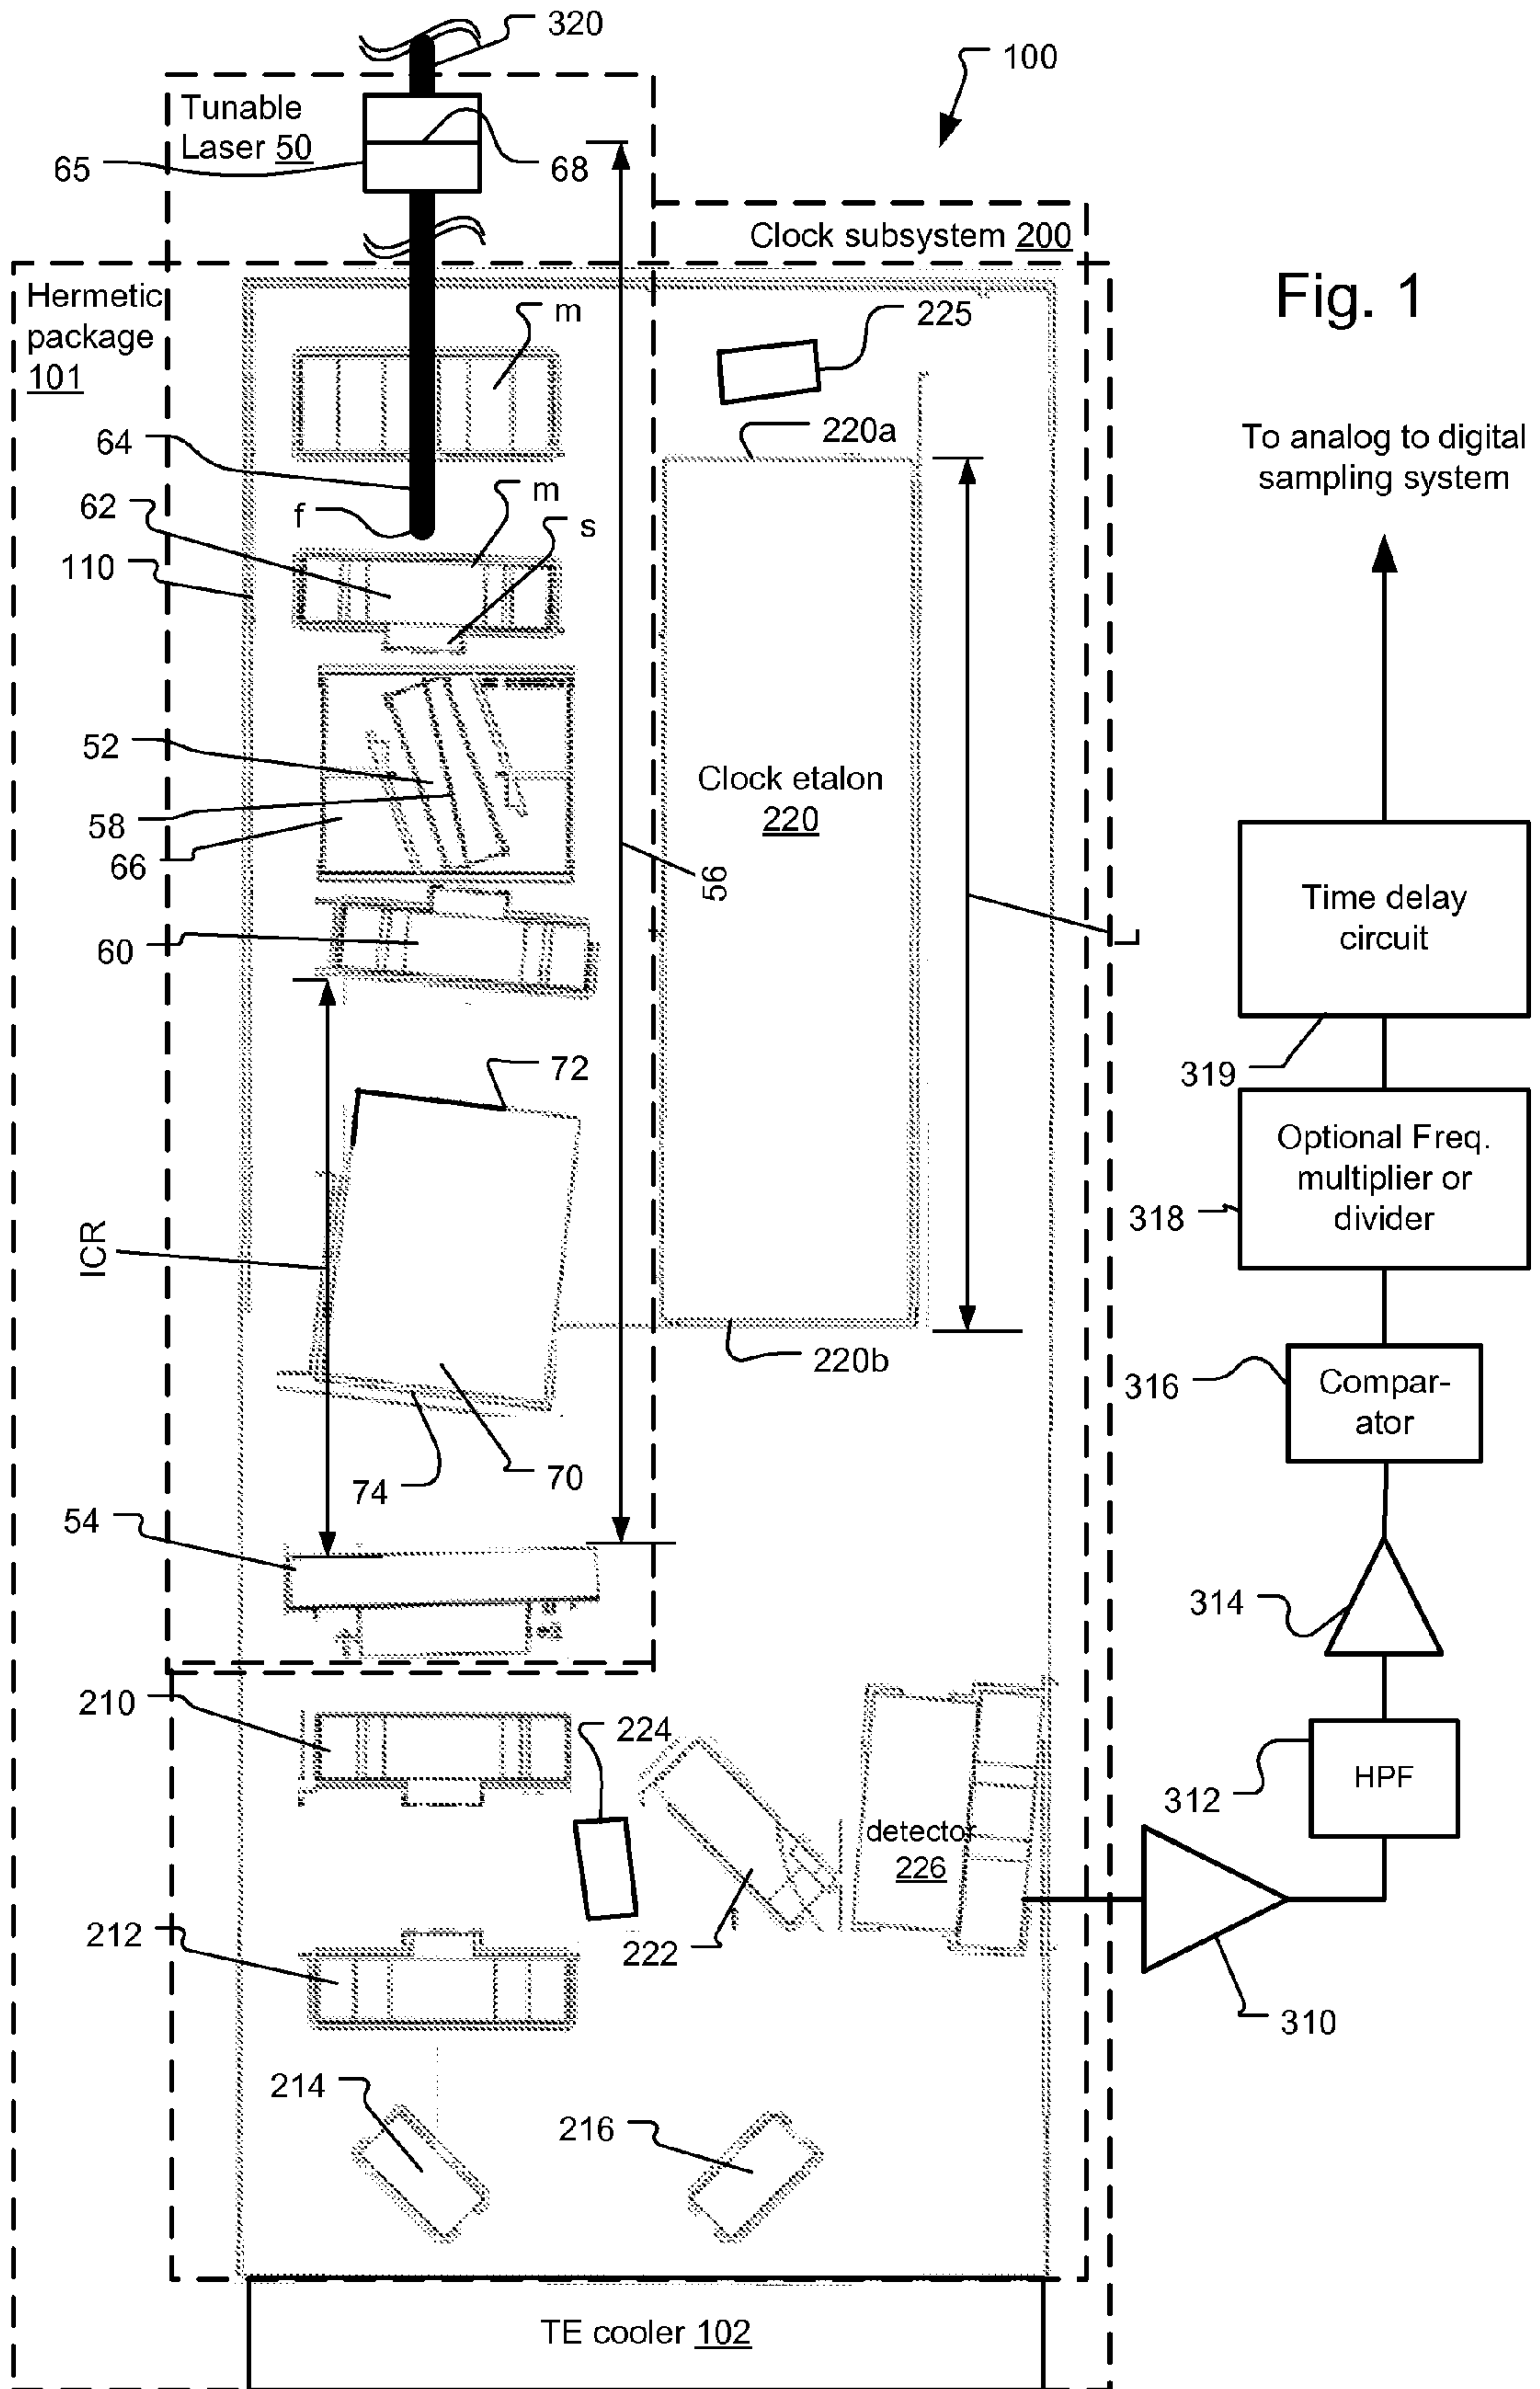 320
100
Tunable
Laser 50
65
68
Clock subsystem 200
Hermetic
package
101
Fig. 1
m
225
64
220a
To analog to digital
sampling system
62
m
f
s
110
52
Clock etalon
220
58
66
56
Time delay
circuit
L
60
72
319
Optional Freq.
multiplier or
divider
318
ICR
220b
316
Compar-
ator
74
70
54
314
210
224
312
HPF
detector
226
212
222
310
214
216
TE cooler 102